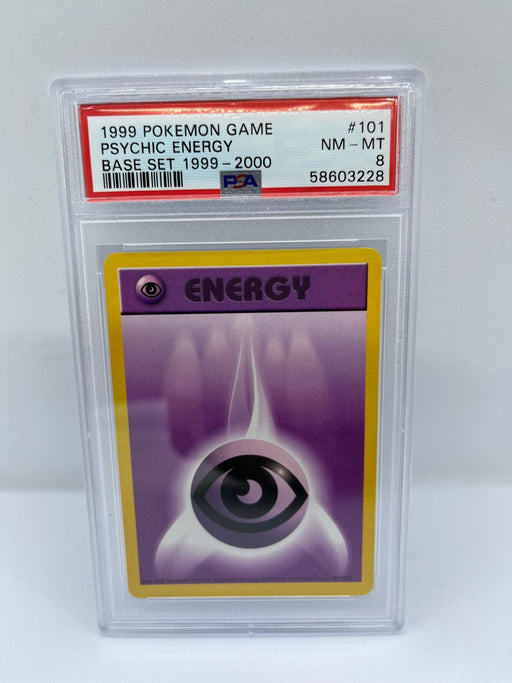 1999 POKEMON GAME #101
PSYCHIC ENERGY NM - MT
BASE SET 1999 - 2000 8
PSA 58603228
ENERGY